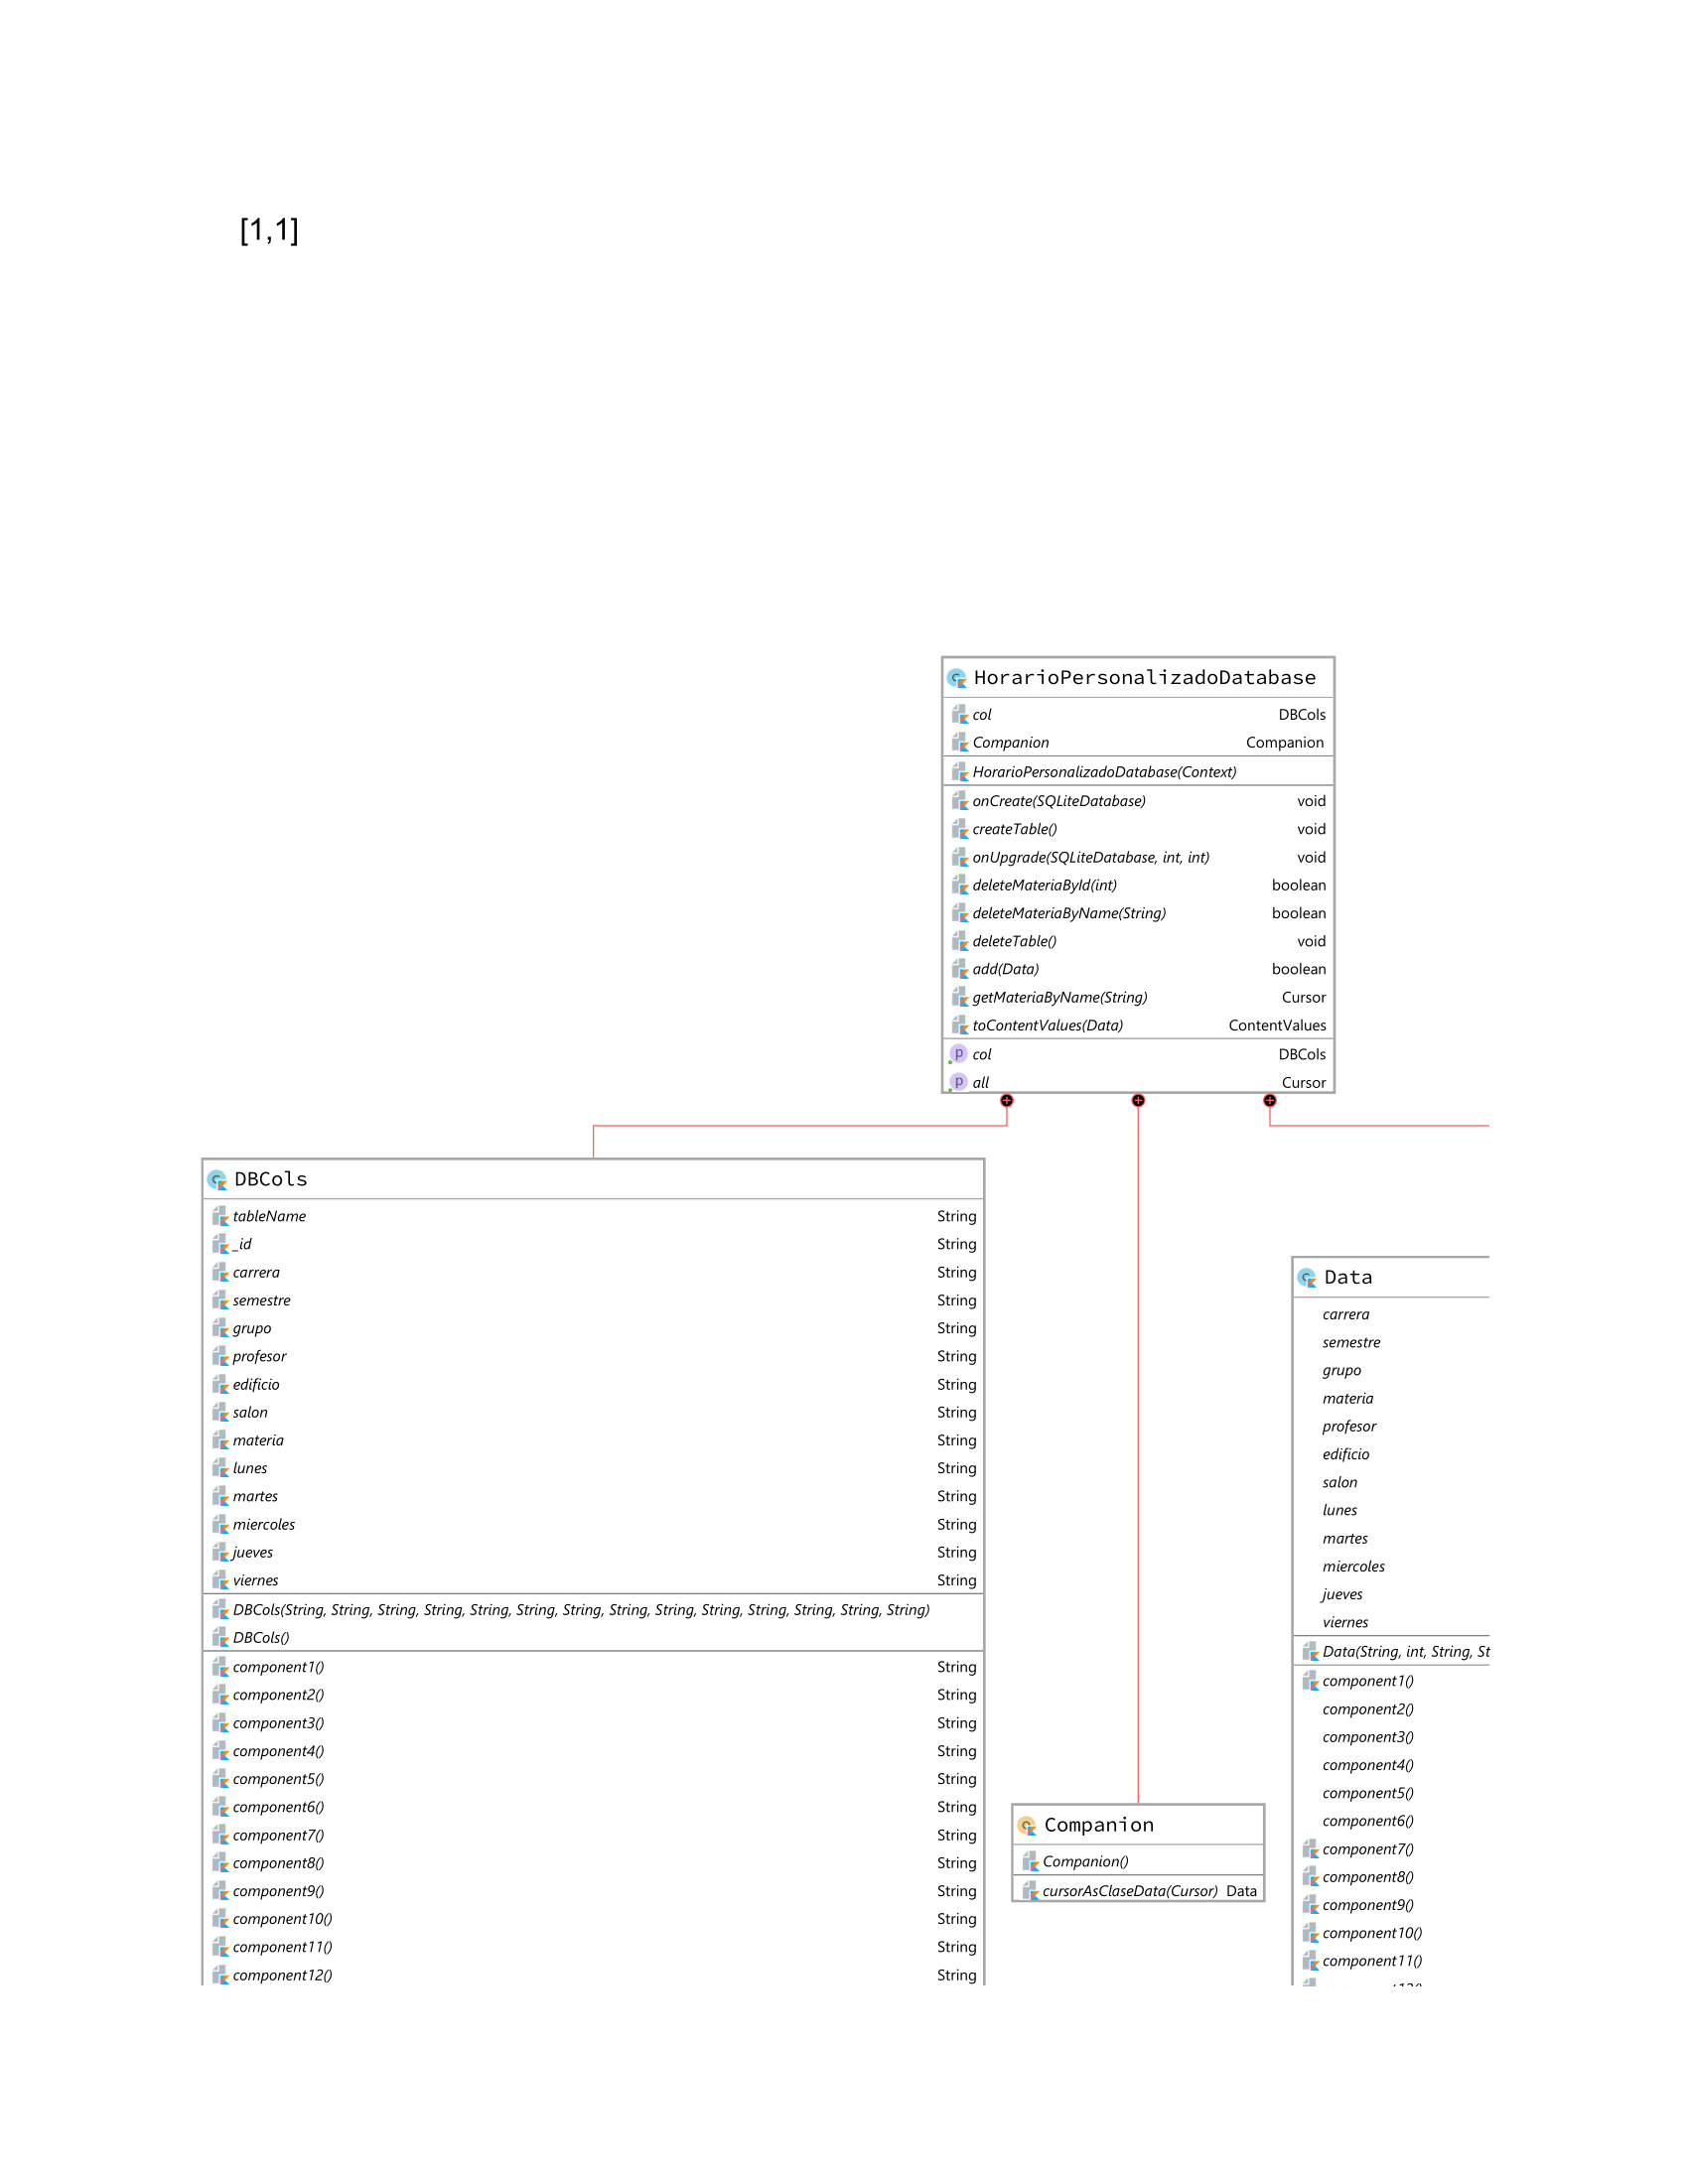 [1,1]
HorarioPersonalizadoDatabase
col DBCols
Companion Companion
HorarioPersonalizadoDatabase(Context)
onCreate(SQLiteDatabase) void
createTable() void
onUpgrade(SQLiteDatabase, int, int) void
deleteMateriaById(int) boolean
deleteMateriaByName(String) boolean
deleteTable() void
add(Data) boolean
getMateriaByName(String) Cursor
toContentValues(Data) ContentValues
col DBCols
all Cursor
DBCols
tableName String
_id String
carrera String
semestre String
grupo String
profesor String
edificio String
salon String
materia String
lunes String
martes String
miercoles String
jueves String
viernes String
DBCols(String, String, String, String, String, String, String, String, String, String, String, String, String, String)
DBCols()
component1() String
component2() String
component3() String
component4() String
component5() String
component6() String
component7() String
component8() String
component9() String
component10() String
component11() String
component12() String
Companion
Companion()
cursorAsClaseData(Cursor) Data
Data
carrera
semestre
grupo
materia
profesor
edificio
salon
lunes
martes
miercoles
jueves
viernes
Data(String, int, String, St
component1()
component2()
component3()
component4()
component5()
component6()
component7()
component8()
component9()
component10()
component11()